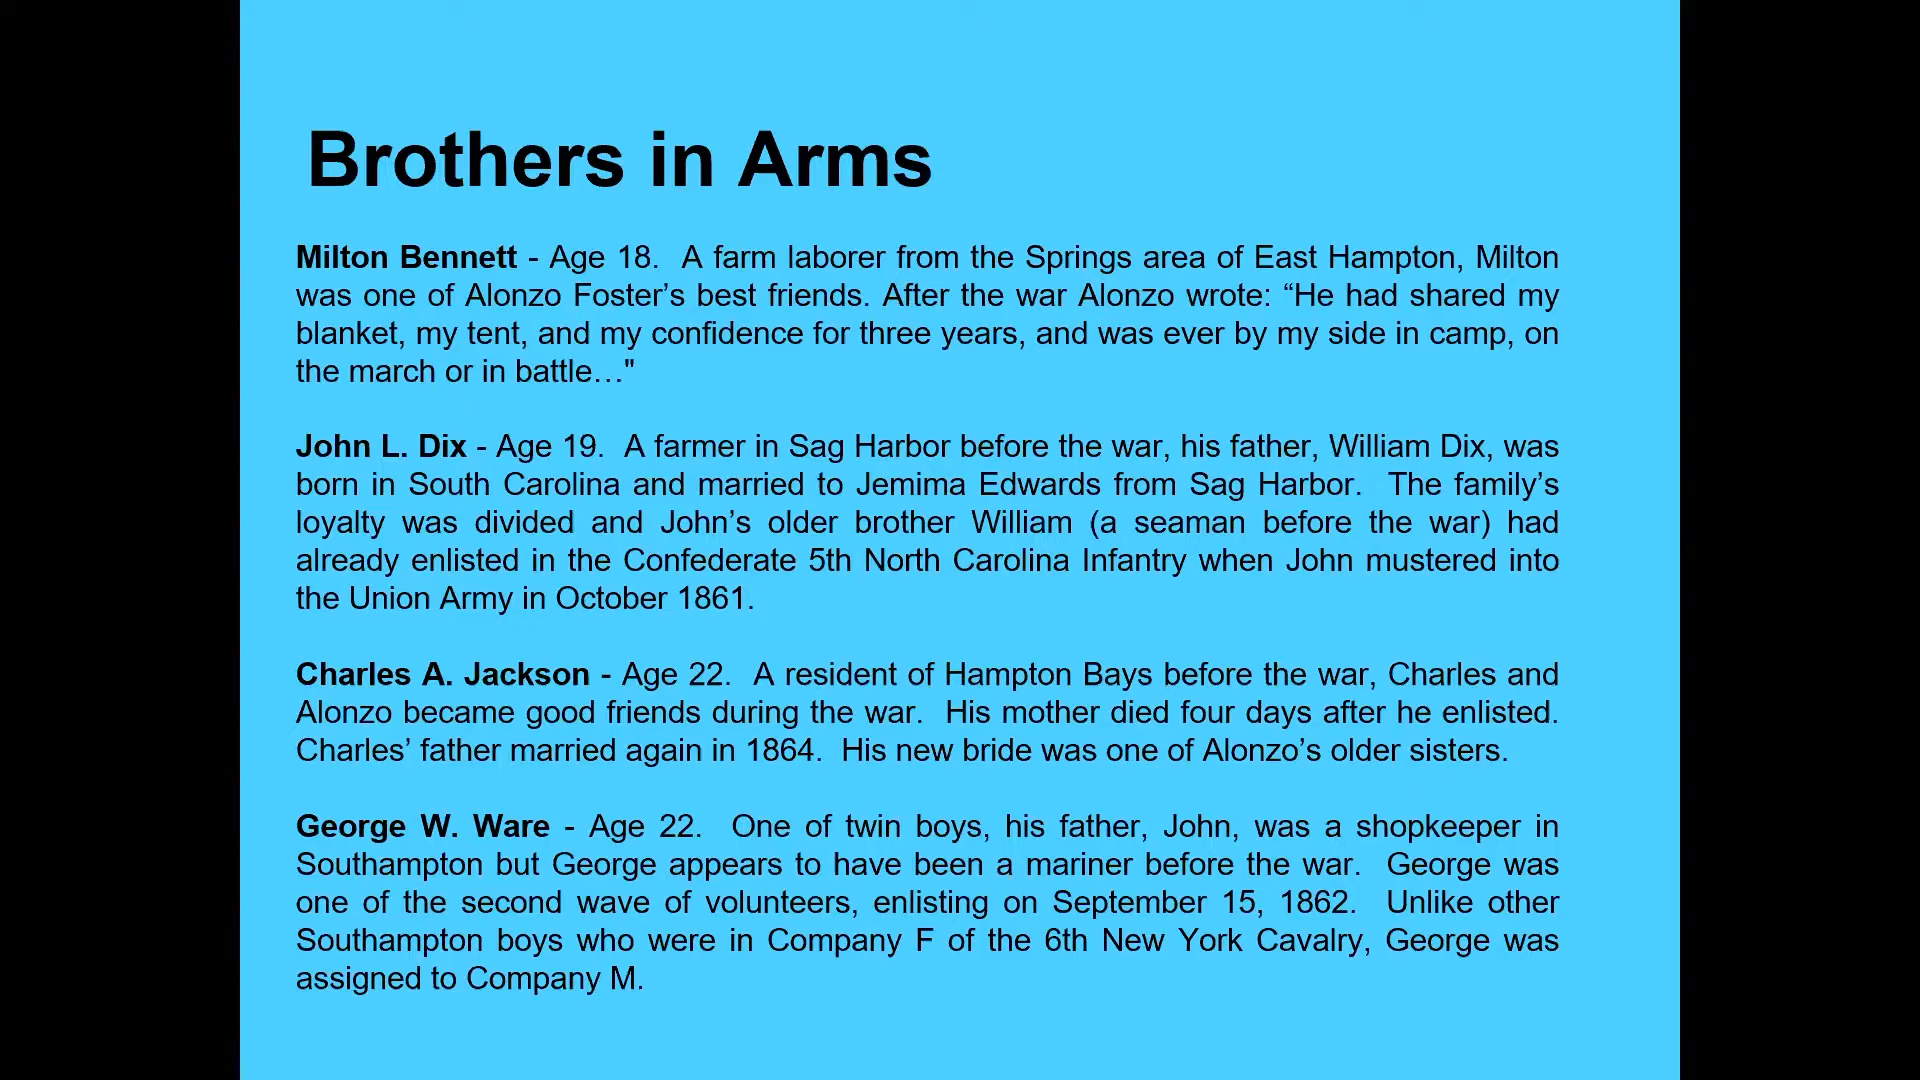 Brothers in Arms
Milton Bennett - Age 18.  A farm laborer from the Springs area of East Hampton, Milton
was one of Alonzo Foster’s best friends. After the war Alonzo wrote: “He had shared my
blanket, my tent, and my confidence for three years, and was ever by my side in camp, on
the march or in battle…"
John L. Dix - Age 19.  A farmer in Sag Harbor before the war, his father, William Dix, was
born in South Carolina and married to Jemima Edwards from Sag Harbor.  The family’s
loyalty was divided and John’s older brother William (a seaman before the war) had
already enlisted in the Confederate 5th North Carolina Infantry when John mustered into
the Union Army in October 1861.
Charles A. Jackson - Age 22.  A resident of Hampton Bays before the war, Charles and
Alonzo became good friends during the war.  His mother died four days after he enlisted.
Charles’ father married again in 1864.  His new bride was one of Alonzo’s older sisters.
George W. Ware - Age 22.  One of twin boys, his father, John, was a shopkeeper in
Southampton but George appears to have been a mariner before the war.  George was
one of the second wave of volunteers, enlisting on September 15, 1862.  Unlike other
Southampton boys who were in Company F of the 6th New York Cavalry, George was
assigned to Company M.